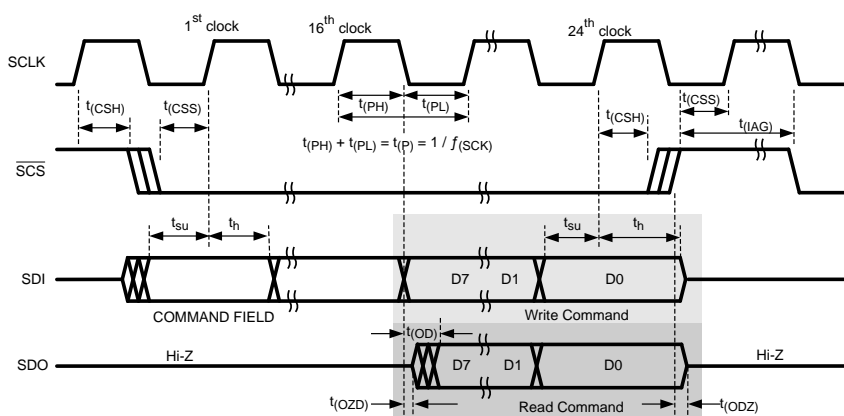 1st clock
16th clock
24th clock
SCLK
t(PH)
t(PL)
t(CSH)
t(CSS)
t(CSH)
t(CSS)
t(IAG)
t(PH) + t(PL) = t(P) = 1 / f(SCK)
SCS
tsu
th
tsu
th
SDI
D7
D1
D0
COMMAND FIELD
Write Command
t(OD)
SDO
Hi-Z
D7
D1
D0
Hi-Z
t(OZD)
Read Command
t(ODZ)